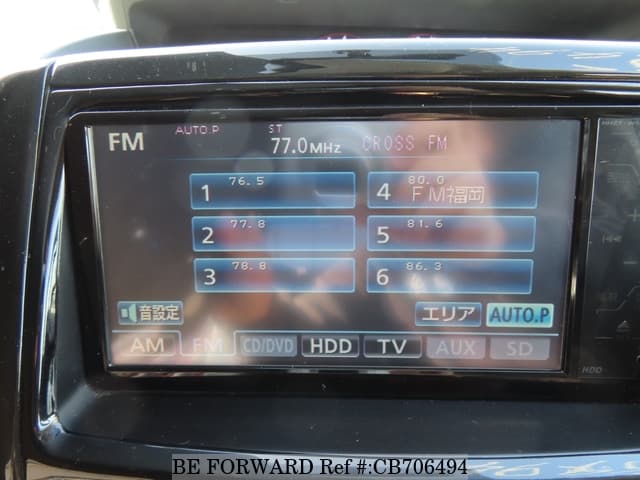 FM AUTO.P ST 77.0MHz CROSS FM
1 76.5
4 80.0 FM福岡
2 77.8
5 81.6
3 78.8
6 86.3
音設定 エリア AUTO.P
AM FM CD/DVD HDD TV AUX SD
HDD
BE FORWARD Ref #:CB706494